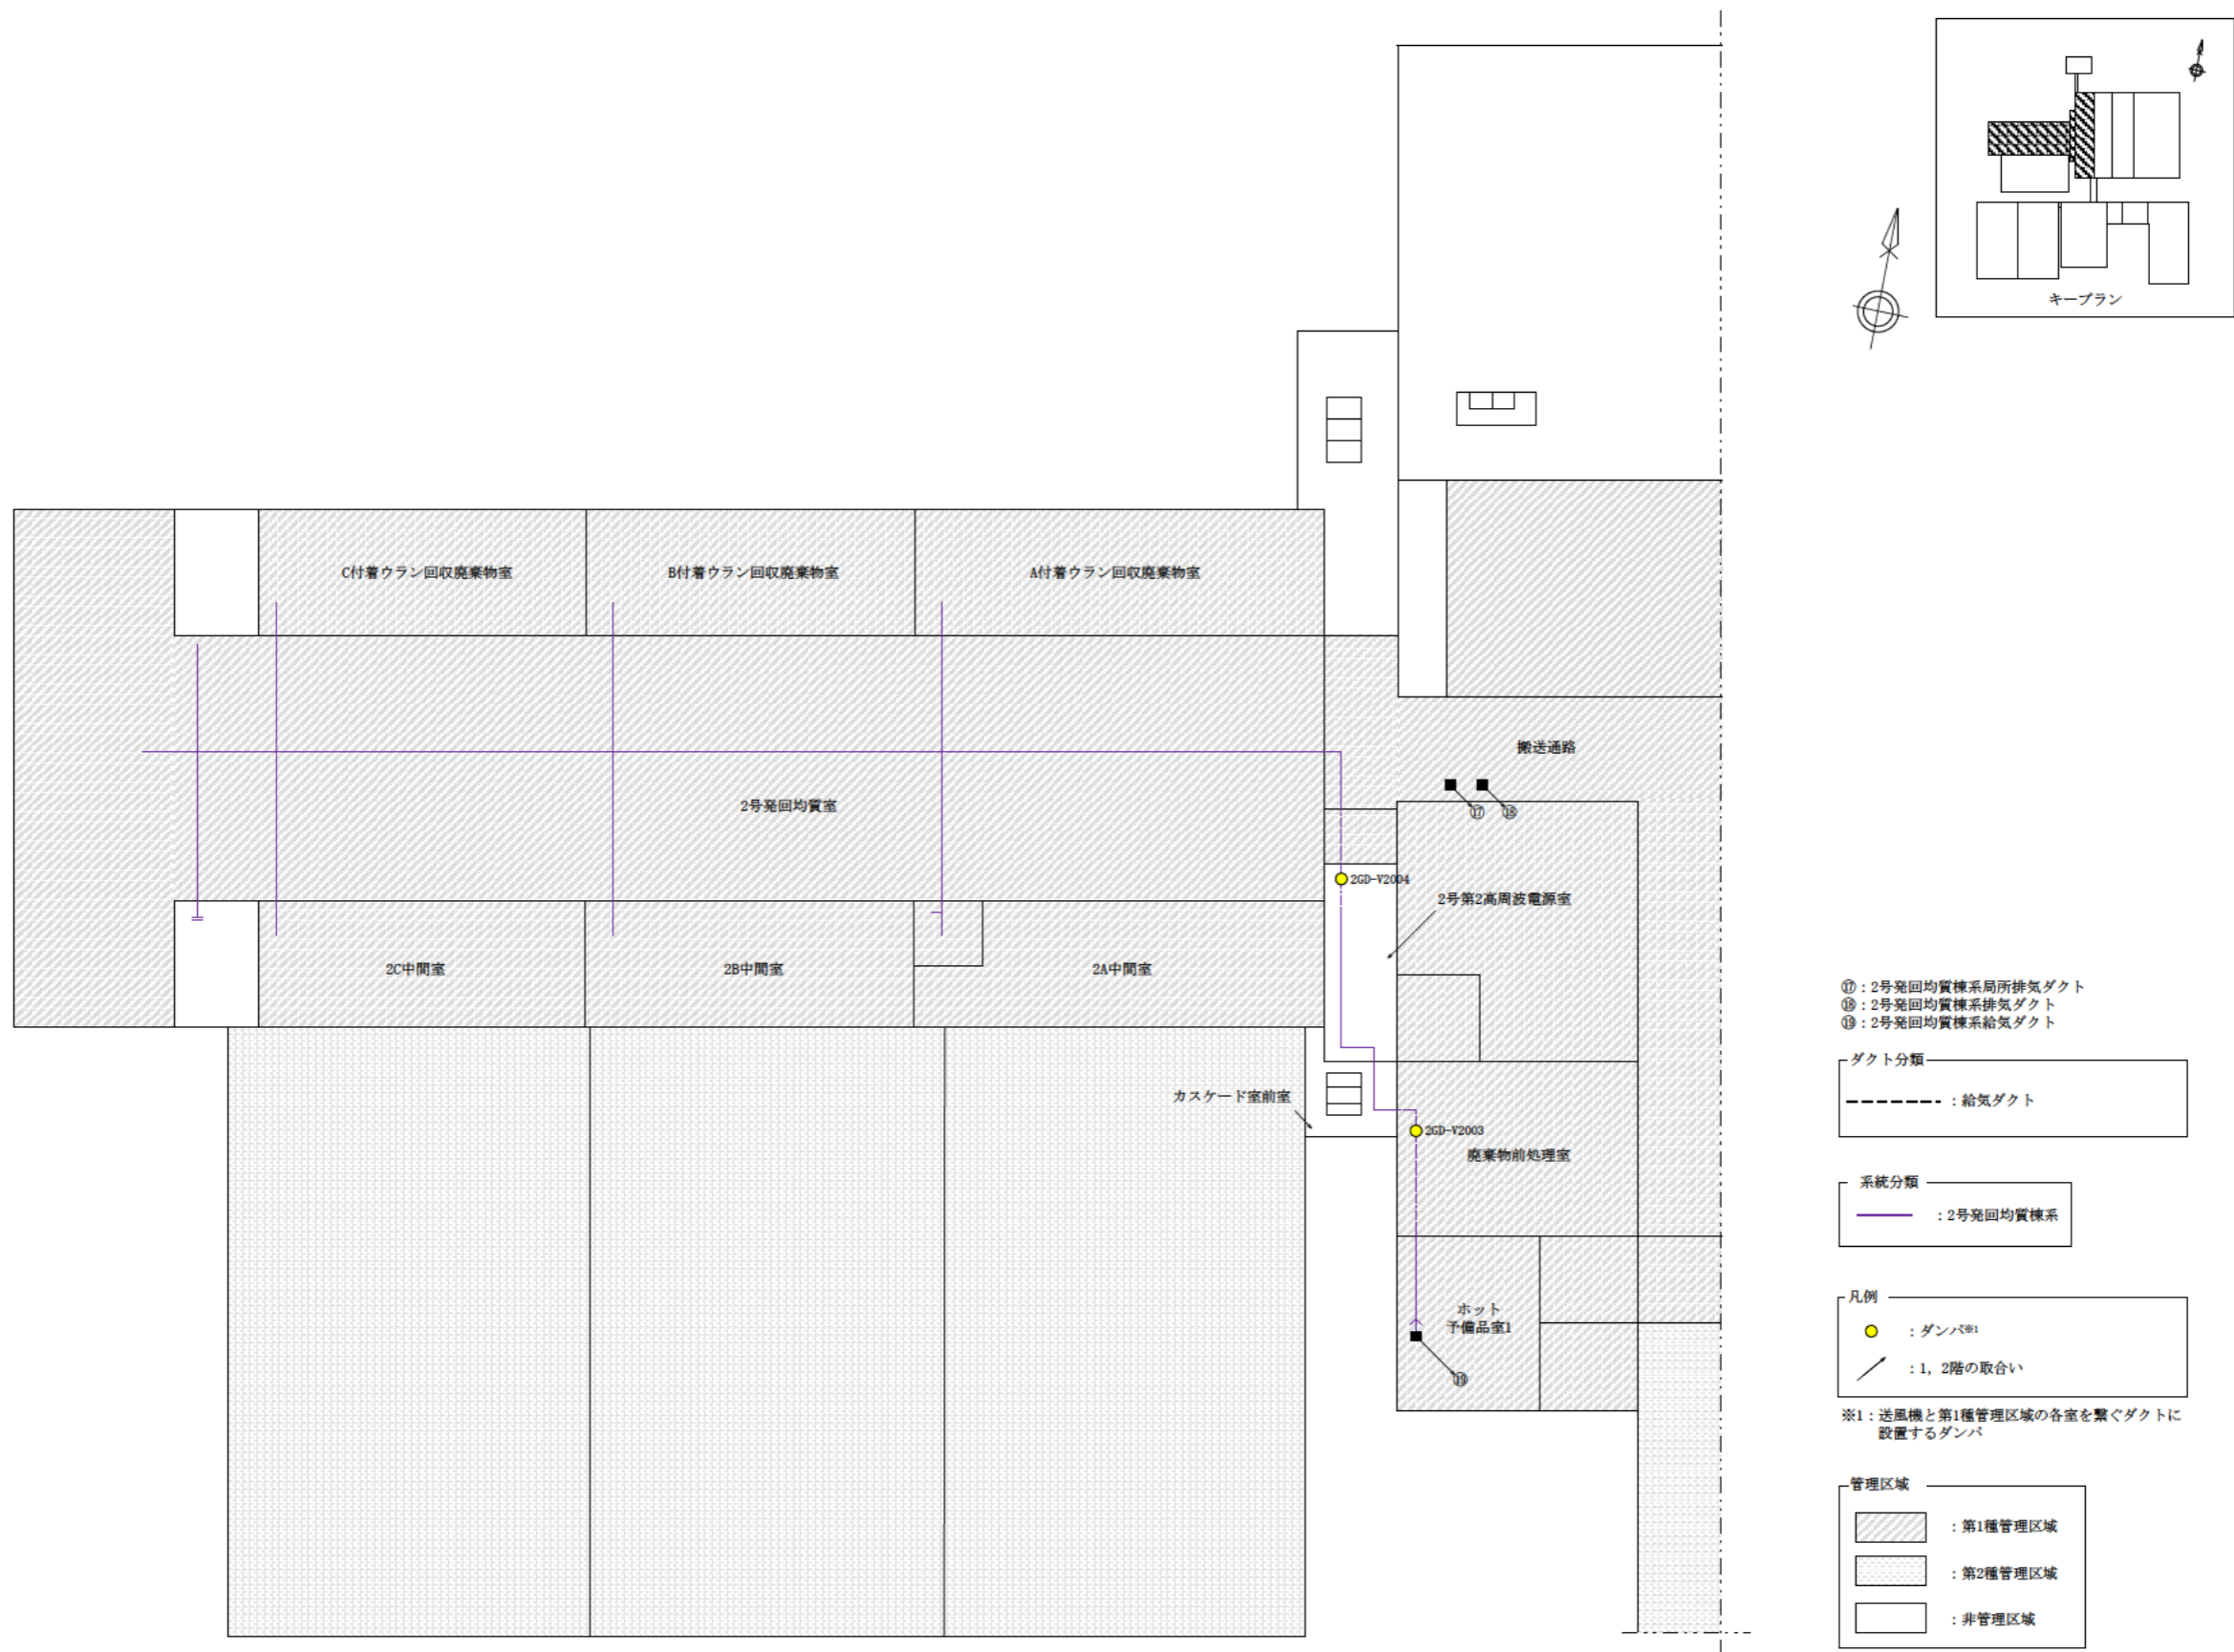 キープラン
C付着ウラン回収廃棄物室
B付着ウラン回収廃棄物室
A付着ウラン回収廃棄物室
搬送通路
2号発回均質室
⑰
⑱
2GD-V2004
2号第2高周波電源室
2C中間室
2B中間室
2A中間室
カスケード室前室
2GD-V2003
廃棄物前処理室
ホット
予備品室1
⑲
⑰：2号発回均質棟系局所排気ダクト
⑱：2号発回均質棟系排気ダクト
⑲：2号発回均質棟系給気ダクト
ダクト分類
：給気ダクト
系統分類
：2号発回均質棟系
凡例
：ダンパ※1
：1，2階の取合い
※1：送風機と第1種管理区域の各室を繋ぐダクトに
設置するダンパ
管理区域
：第1種管理区域
：第2種管理区域
：非管理区域